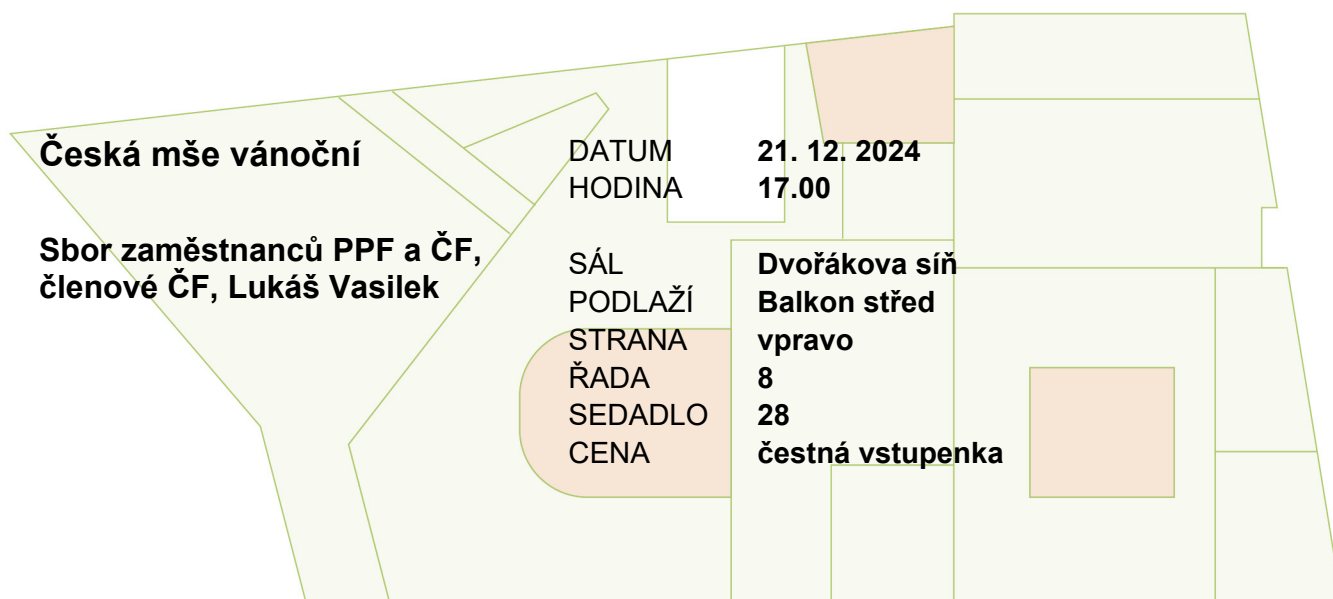 Česká mše vánoční
Sbor zaměstnanců PPF a ČF,
členové ČF, Lukáš Vasilek
DATUM 21. 12. 2024
HODINA 17.00
SÁL Dvořákova síň
PODLAŽÍ Balkon střed
STRANA vpravo
ŘADA 8
SEDADLO 28
CENA čestná vstupenka